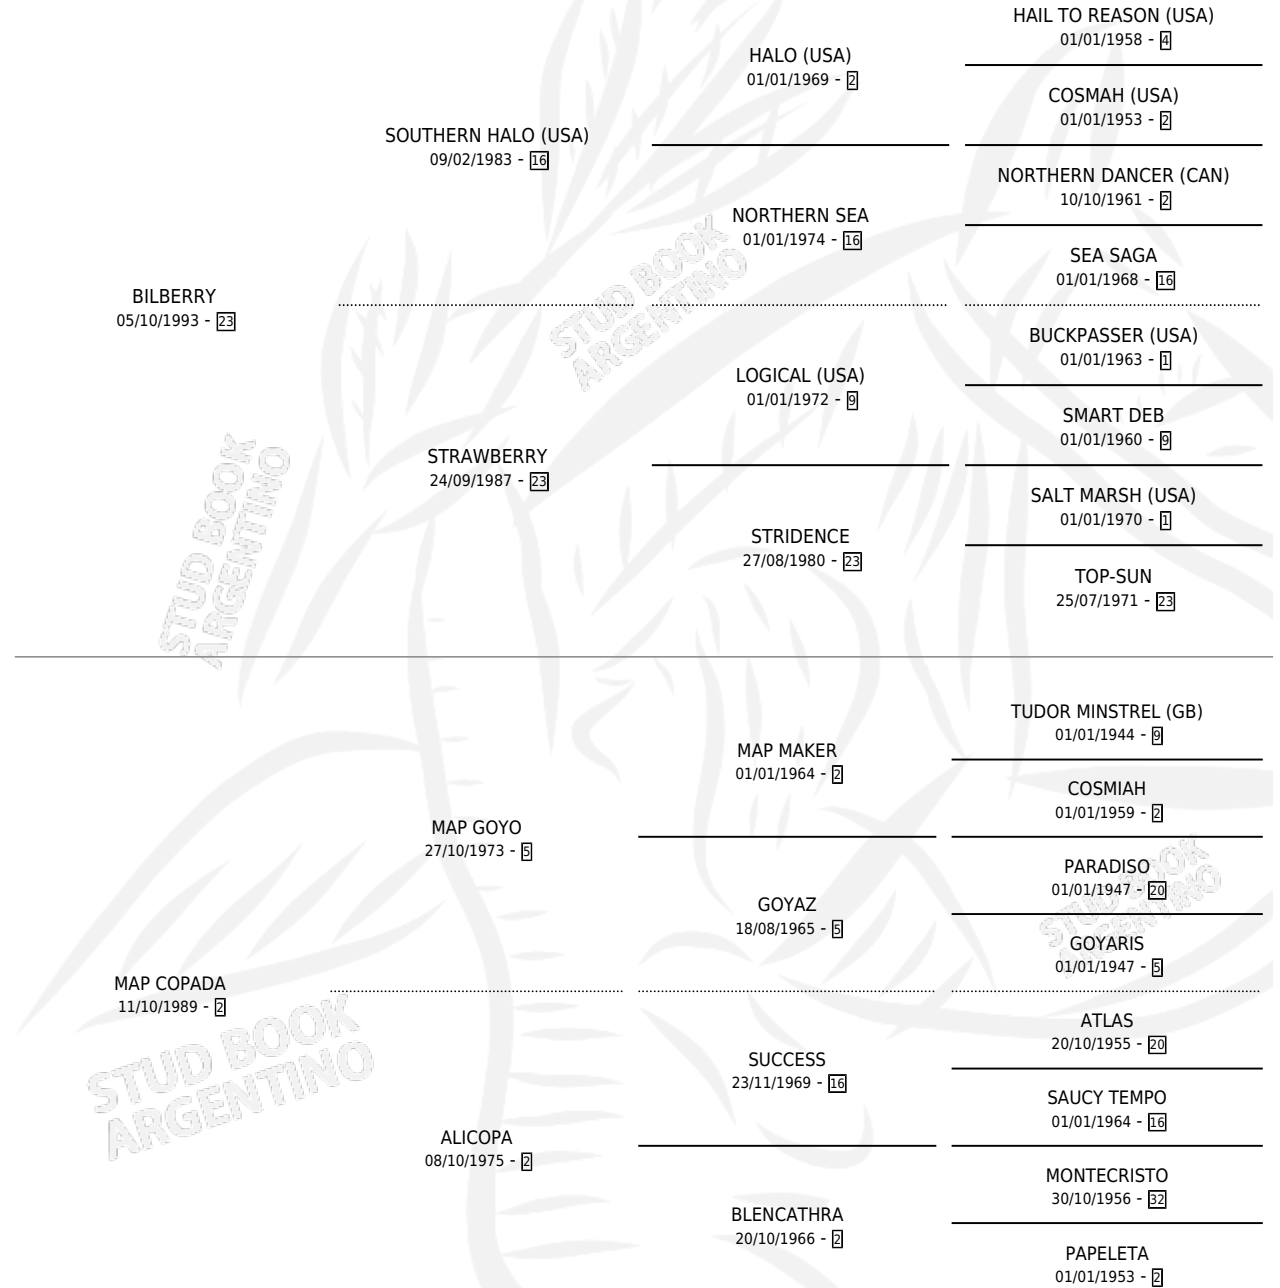 HAIL TO REASON (USA)
01/01/1958 - 4
HALO (USA)
01/01/1969 - 2
COSMAH (USA)
01/01/1953 - 2
SOUTHERN HALO (USA)
09/02/1983 - 16
NORTHERN DANCER (CAN)
10/10/1961 - 2
NORTHERN SEA
01/01/1974 - 16
SEA SAGA
01/01/1968 - 16
BILBERRY
05/10/1993 - 23
BUCKPASSER (USA)
01/01/1963 - 1
LOGICAL (USA)
01/01/1972 - 9
SMART DEB
01/01/1960 - 9
STRAWBERRY
24/09/1987 - 23
SALT MARSH (USA)
01/01/1970 - 1
STRIDENCE
27/08/1980 - 23
TOP-SUN
25/07/1971 - 23
TUDOR MINSTREL (GB)
01/01/1944 - 9
MAP MAKER
01/01/1964 - 2
COSMIAH
01/01/1959 - 2
MAP GOYO
27/10/1973 - 5
PARADISO
01/01/1947 - 20
GOYAZ
18/08/1965 - 5
GOYARIS
01/01/1947 - 5
MAP COPADA
11/10/1989 - 2
ATLAS
20/10/1955 - 20
SUCCESS
23/11/1969 - 16
SAUCY TEMPO
01/01/1964 - 16
ALICOPA
08/10/1975 - 2
MONTECRISTO
30/10/1956 - 32
BLENCATHRA
20/10/1966 - 2
PAPELETA
01/01/1953 - 2
STUD BOOK
ARGENTINO
STUD BOOK
ARGENTINO
STUD BOOK
ARGENTINO
STUD BOOK
ARGENTINO